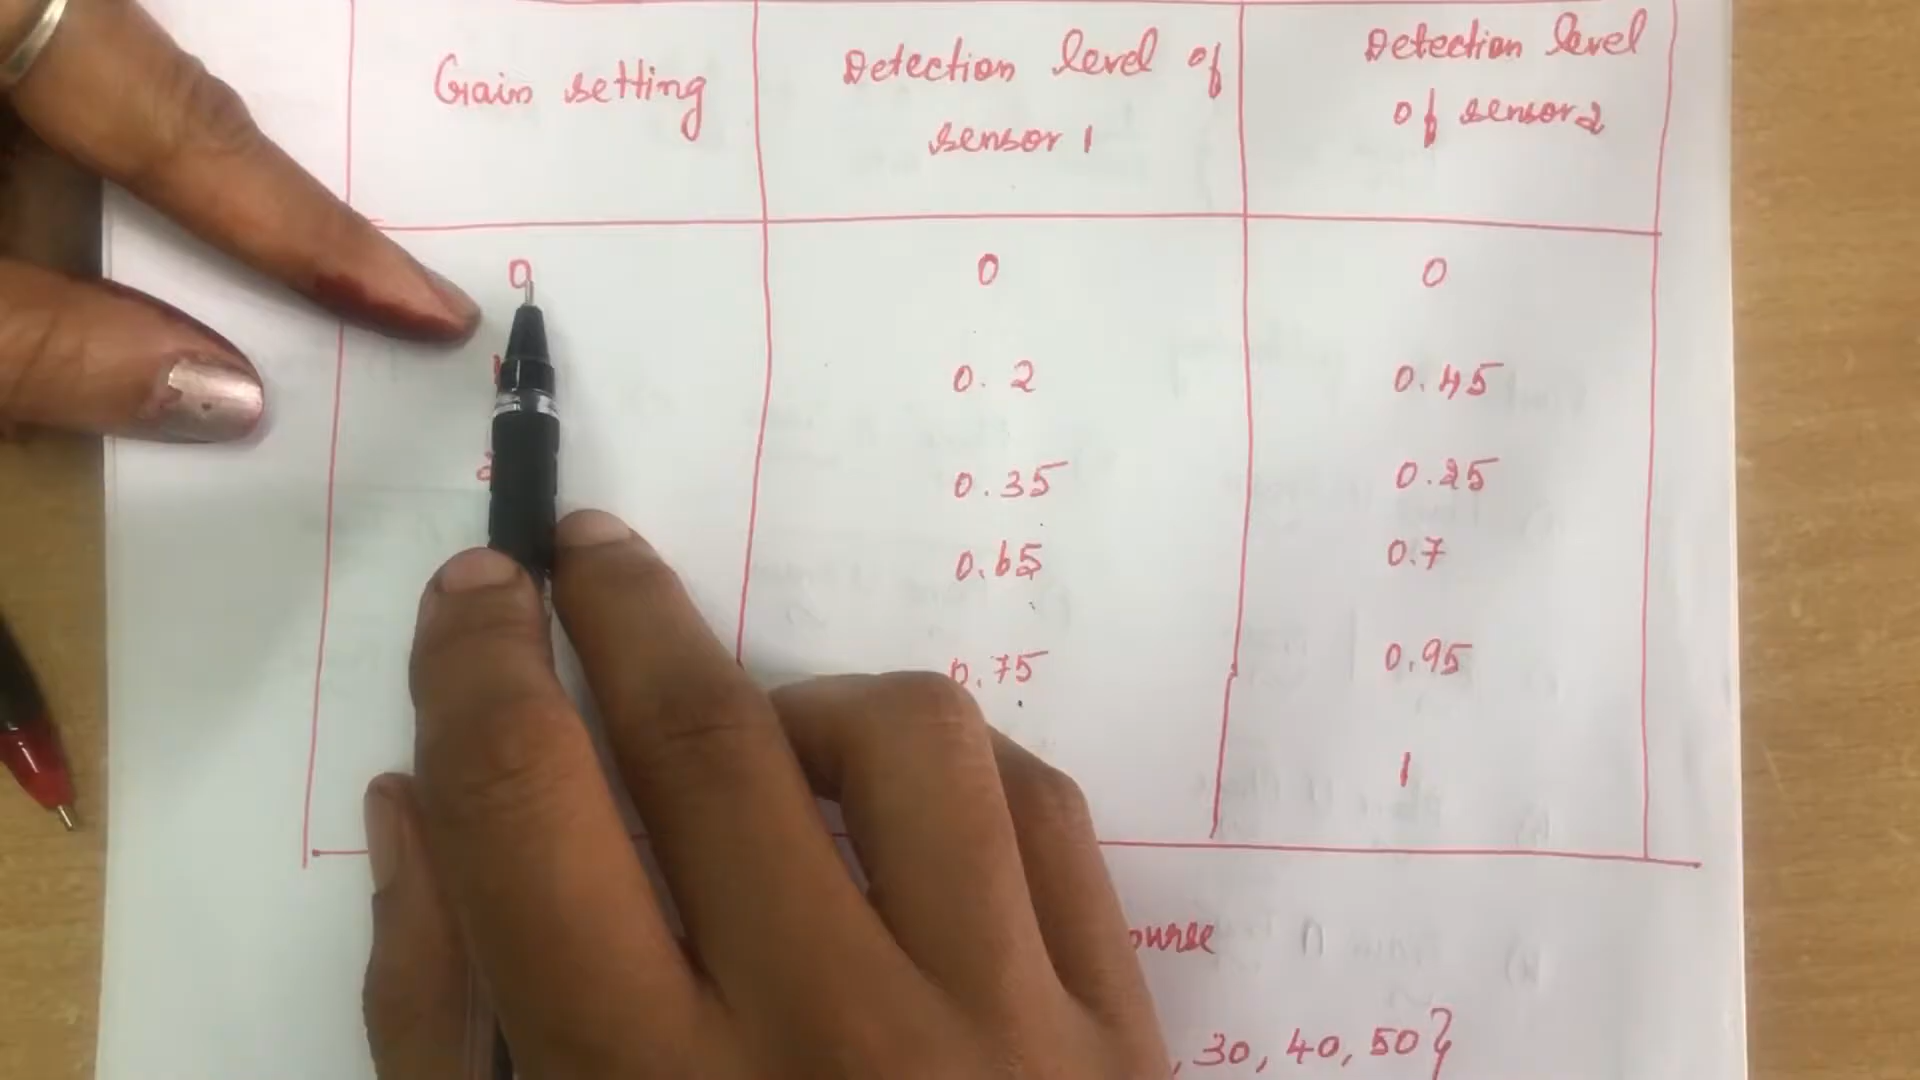 Gain setting
Detection level of
sensor 1
Detection level
of sensor 2
0 0 0
0.2 0.45
0.35 0.25
0.65 0.7
0.75 0.95
1
, 30, 40, 50}